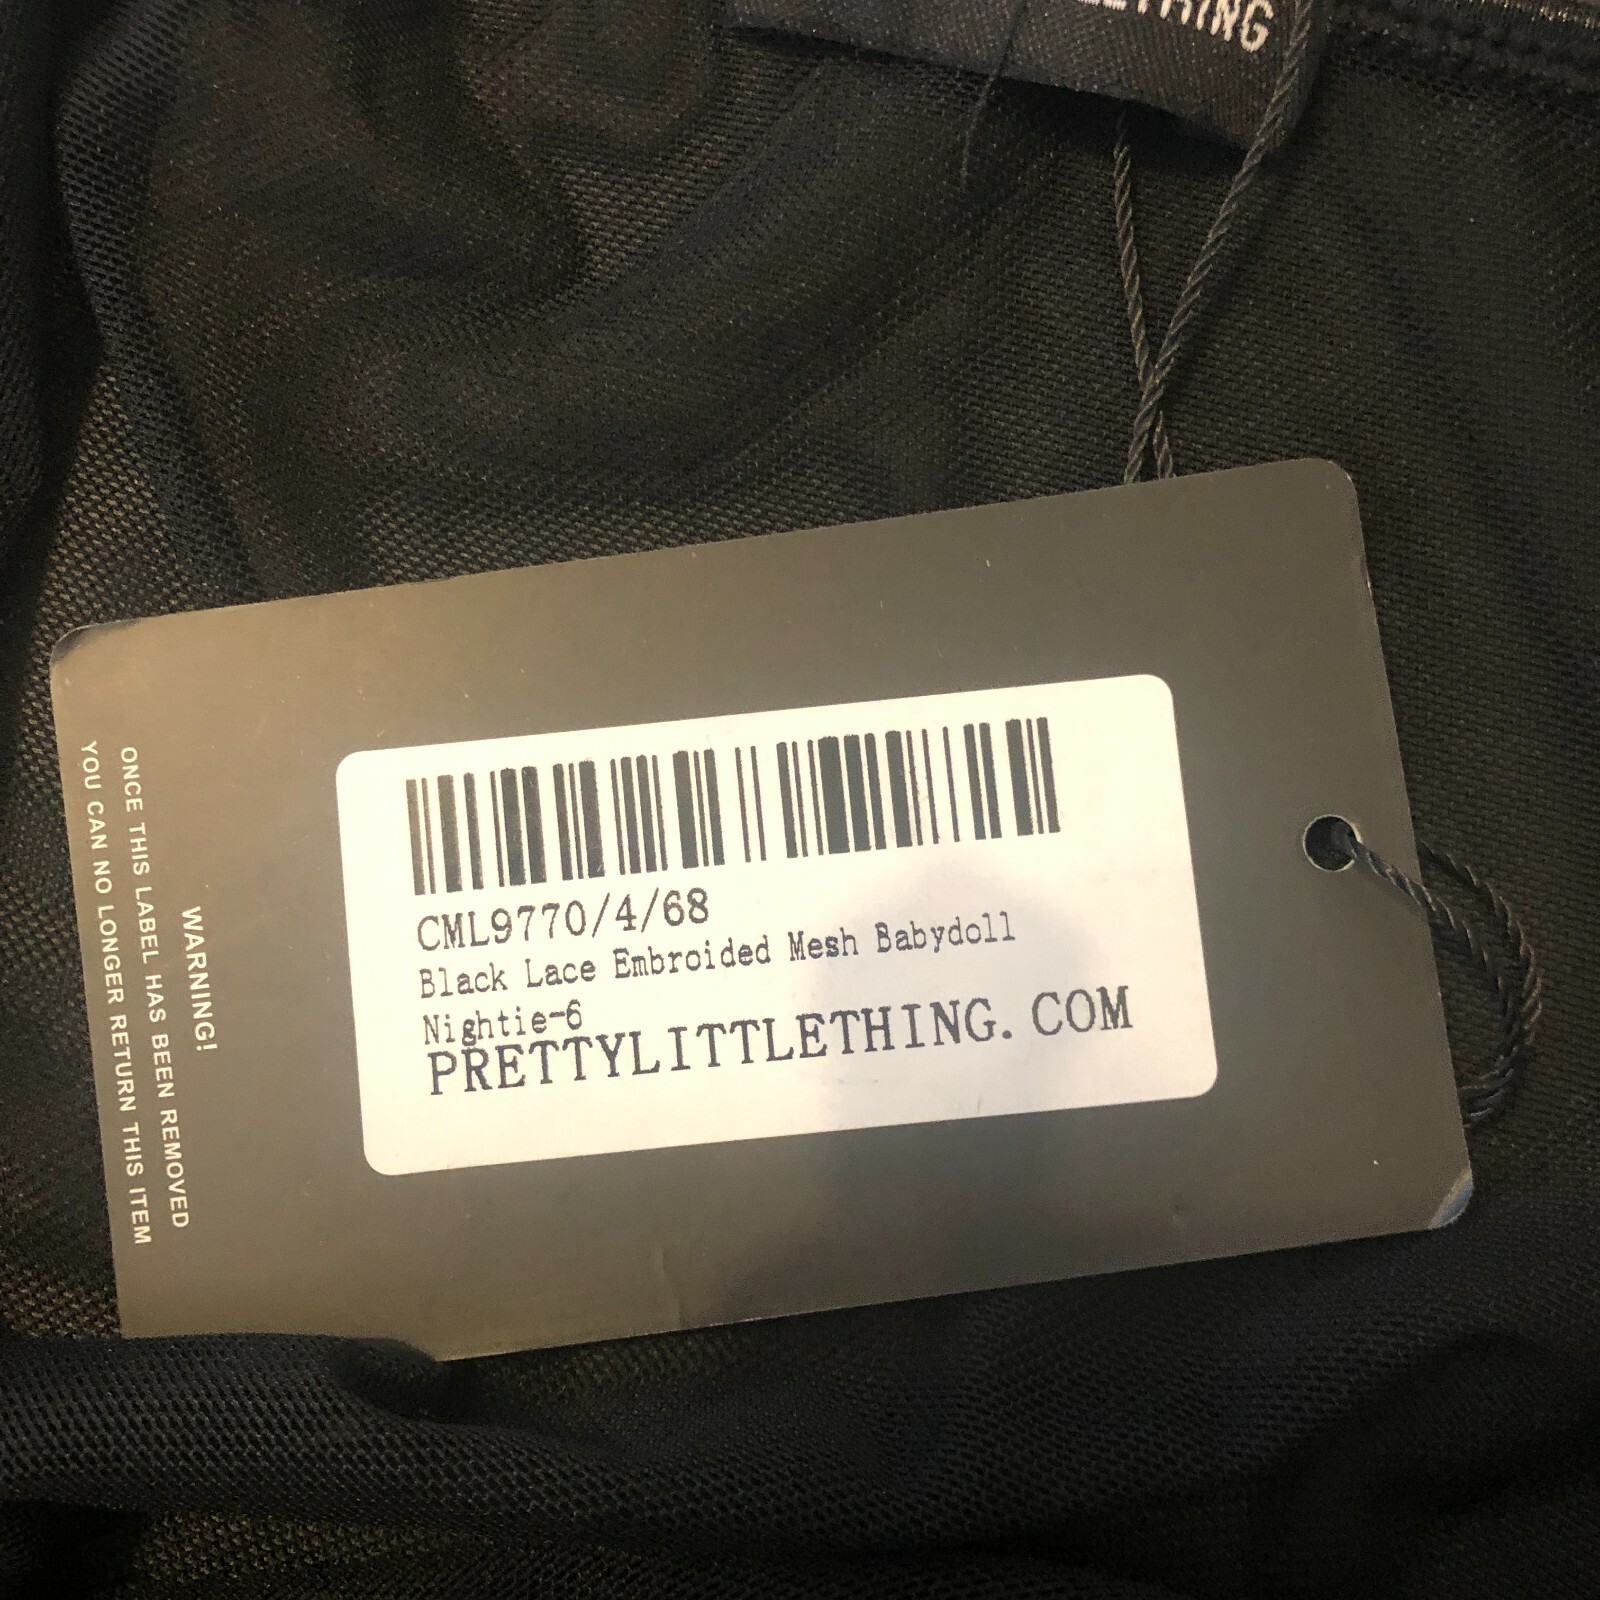 THING
CML9770/4/68
Black Lace Embroided Mesh Babydoll
Nightie-6
PRETTYLITTLETHING.COM
WARNING!
ONCE THIS LABEL HAS BEEN REMOVED
YOU CAN NO LONGER RETURN THIS ITEM